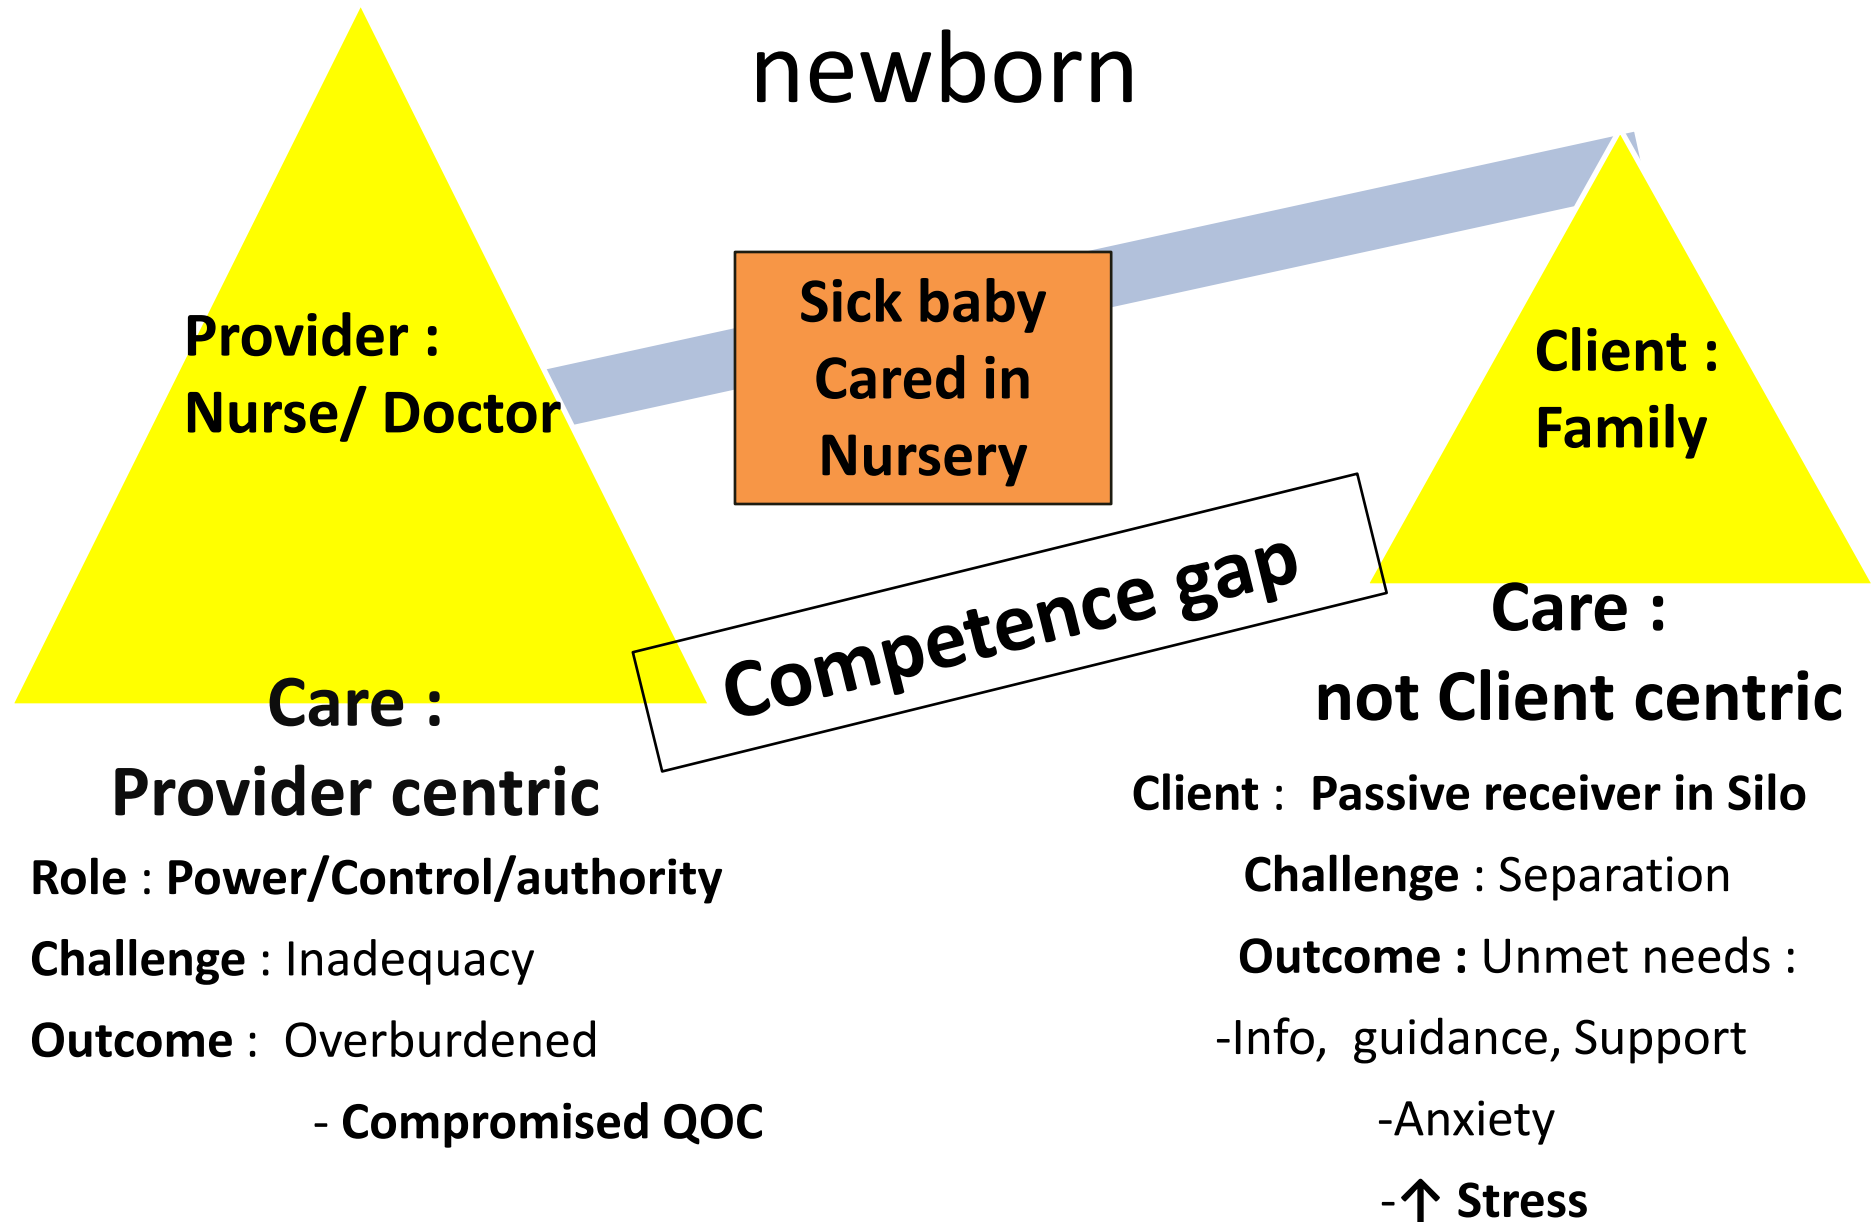 newborn
Provider :
Nurse/ Doctor
Sick baby
Cared in
Nursery
Client :
Family
Competence gap
Care :
Provider centric
Role : Power/Control/authority
Challenge : Inadequacy
Outcome : Overburdened
- Compromised QOC
Care :
not Client centric
Client : Passive receiver in Silo
Challenge : Separation
Outcome : Unmet needs :
-Info, guidance, Support
-Anxiety
-↑ Stress